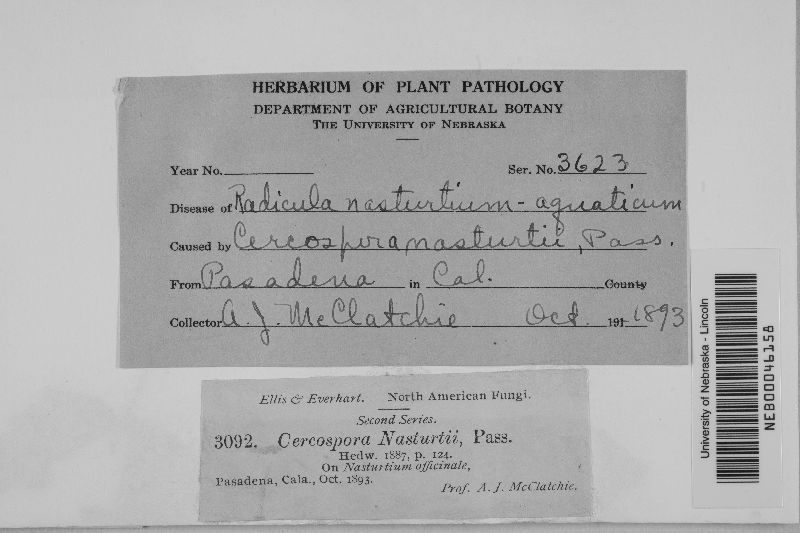 HERBARIUM OF PLANT PATHOLOGY
DEPARTMENT OF AGRICULTURAL BOTANY
THE UNIVERSITY OF NEBRASKA
Year No. Ser. No. 3623
Disease of Radicula nasturtium-aquaticum
Caused by Cercospora nasturtii, Pass.
From Pasadena in Cal. County
Collector A. J. McClatchie Oct. 191 1893
Ellis & Everhart. North American Fungi.
Second Series.
3092. Cercospora Nasturtii, Pass.
Hedw. 1887, p. 124.
On Nasturtium officinale,
Pasadena, Cala., Oct. 1893.
Prof. A. J. McClatchie.
University of Nebraska - Lincoln
NEB00046158